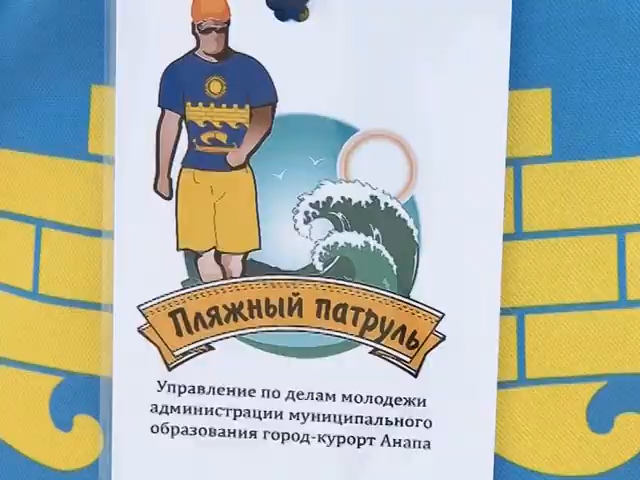 Пляжный патруль
Управление по делам молодежи
администрации муниципального
образования город-курорт Анапа